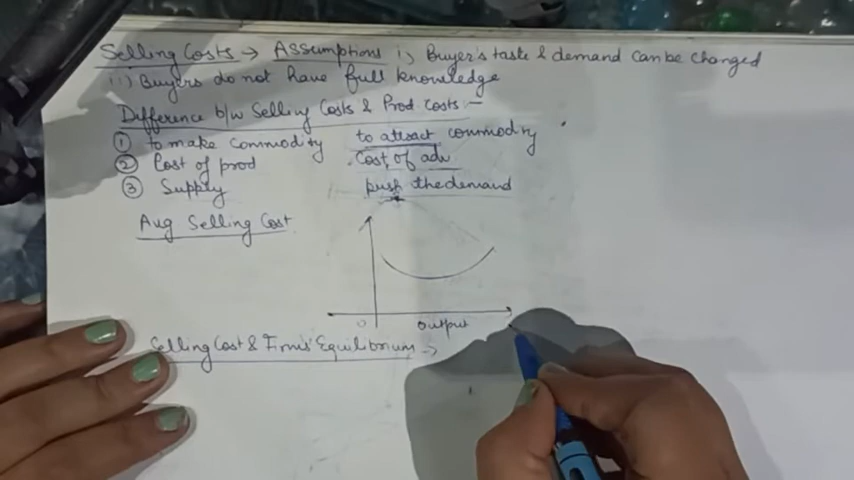 Selling Costs → Assumptions i) Buyer's taste & demand can be changed
ii) Buyers do not have full knowledge
Difference b/w Selling Costs & Prod Costs :-
① to make commodity to attract commodity
② Cost of prod Cost of adv
③ Supply push the demand
Avg Selling Cost
O output
Selling Cost & Firms' Equilibrium →